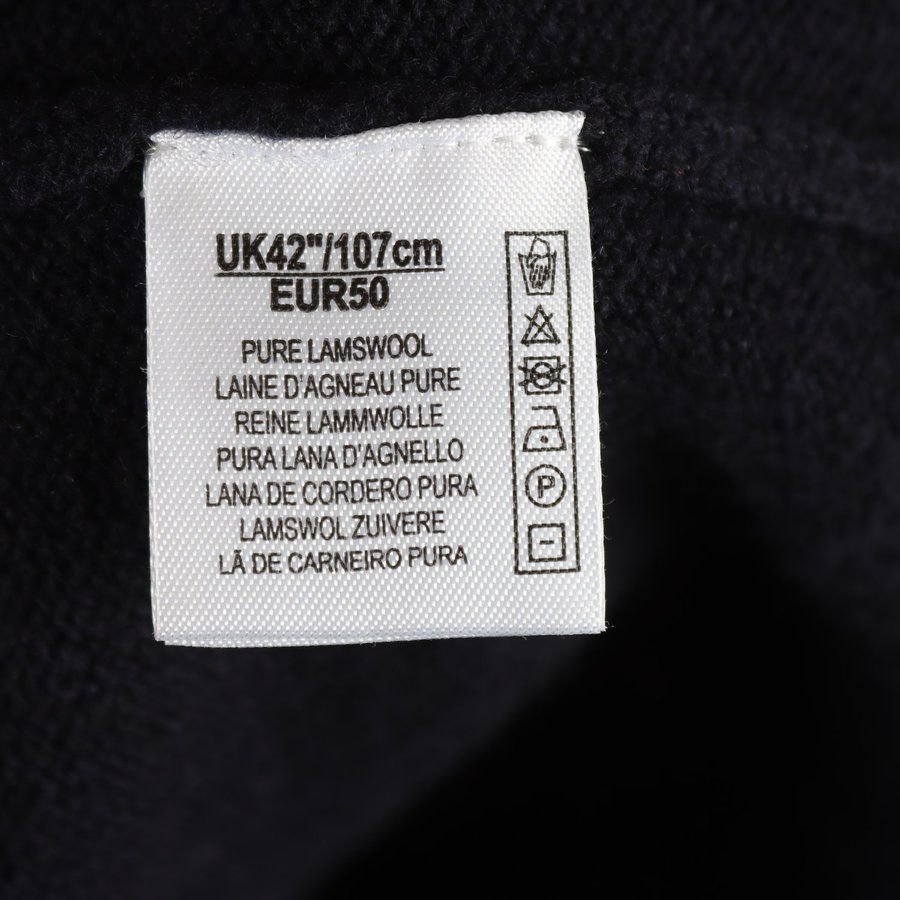 UK42"/107cm
EUR50
PURE LAMSWOOL
LAINE D'AGNEAU PURE
REINE LAMMWOLLE
PURA LANA D'AGNELLO
LANA DE CORDERO PURA
LAMSWOL ZUIVERE
LÃ DE CARNEIRO PURA
P